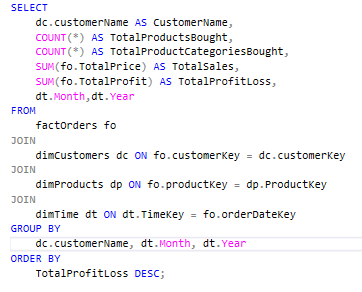 SELECT
dc.customerName AS CustomerName,
COUNT(*) AS TotalProductsBought,
COUNT(*) AS TotalProductCategoriesBought,
SUM(fo.TotalPrice) AS TotalSales,
SUM(fo.TotalProfit) AS TotalProfitLoss,
dt.Month,dt.Year
FROM
factOrders fo
JOIN
dimCustomers dc ON fo.customerKey = dc.customerKey
JOIN
dimProducts dp ON fo.productKey = dp.ProductKey
JOIN
dimTime dt ON dt.TimeKey = fo.orderDateKey
GROUP BY
dc.customerName, dt.Month, dt.Year
ORDER BY
TotalProfitLoss DESC;